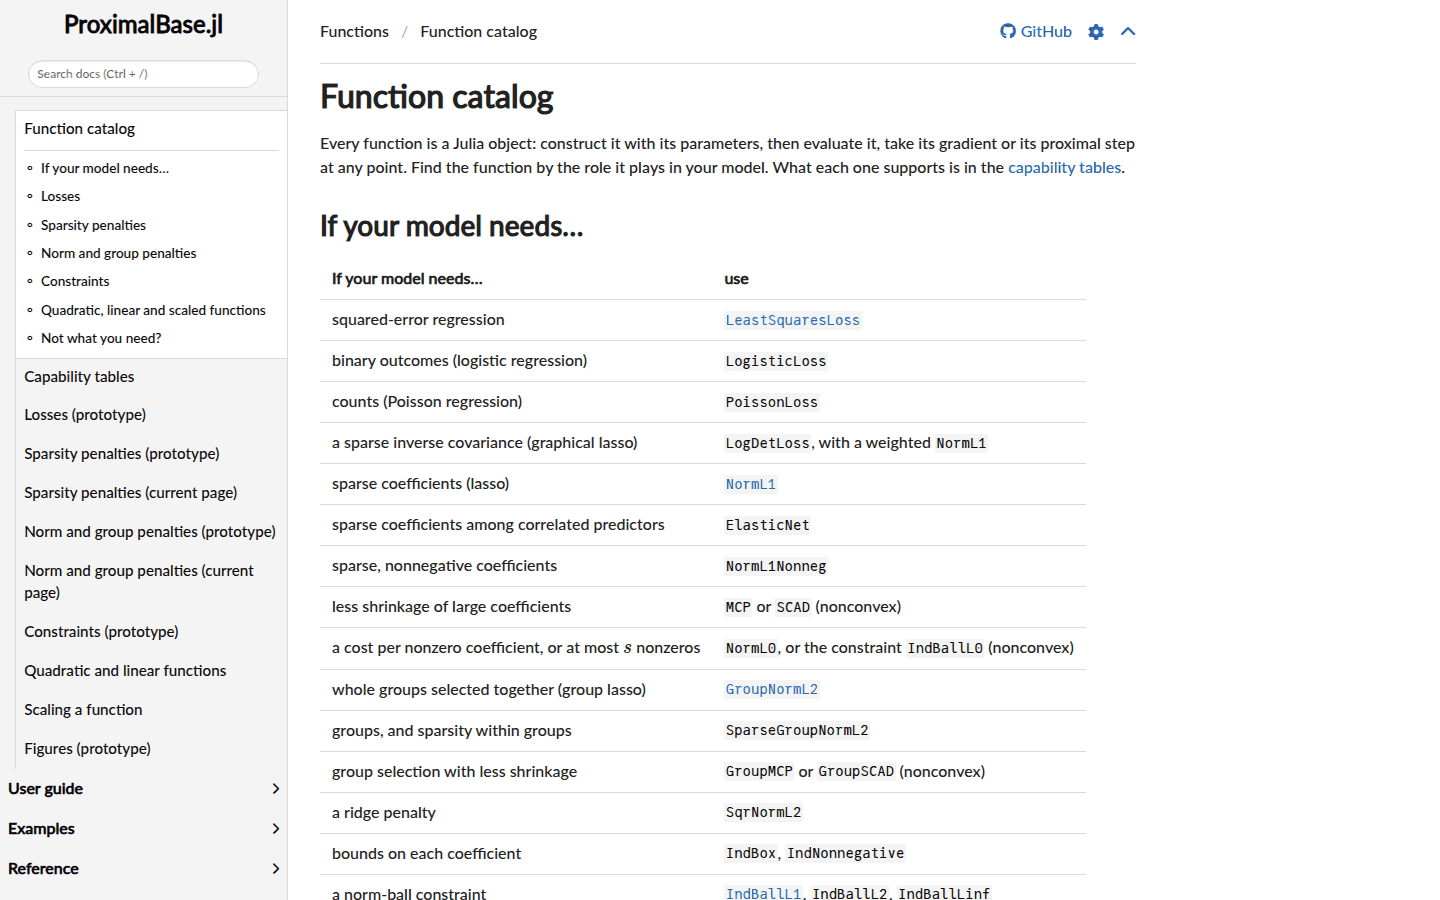 ProximalBase.jl
Search docs (Ctrl + /)
Function catalog
If your model needs...
Losses
Sparsity penalties
Norm and group penalties
Constraints
Quadratic, linear and scaled functions
Not what you need?
Capability tables
Losses (prototype)
Sparsity penalties (prototype)
Sparsity penalties (current page)
Norm and group penalties (prototype)
Norm and group penalties (current
page)
Constraints (prototype)
Quadratic and linear functions
Scaling a function
Figures (prototype)
User guide
Examples
Reference
Functions / Function catalog
GitHub
Function catalog
Every function is a Julia object: construct it with its parameters, then evaluate it, take its gradient or its proximal step
at any point. Find the function by the role it plays in your model. What each one supports is in the capability tables.
If your model needs...
If your model needs... use
squared-error regression LeastSquaresLoss
binary outcomes (logistic regression) LogisticLoss
counts (Poisson regression) PoissonLoss
a sparse inverse covariance (graphical lasso) LogDetLoss, with a weighted NormL1
sparse coefficients (lasso) NormL1
sparse coefficients among correlated predictors ElasticNet
sparse, nonnegative coefficients NormL1Nonneg
less shrinkage of large coefficients MCP or SCAD (nonconvex)
a cost per nonzero coefficient, or at most s nonzeros NormL0, or the constraint IndBallL0 (nonconvex)
whole groups selected together (group lasso) GroupNormL2
groups, and sparsity within groups SparseGroupNormL2
group selection with less shrinkage GroupMCP or GroupSCAD (nonconvex)
a ridge penalty SqrNormL2
bounds on each coefficient IndBox, IndNonnegative
a norm-ball constraint IndBallL1, IndBallL2, IndBallLinf